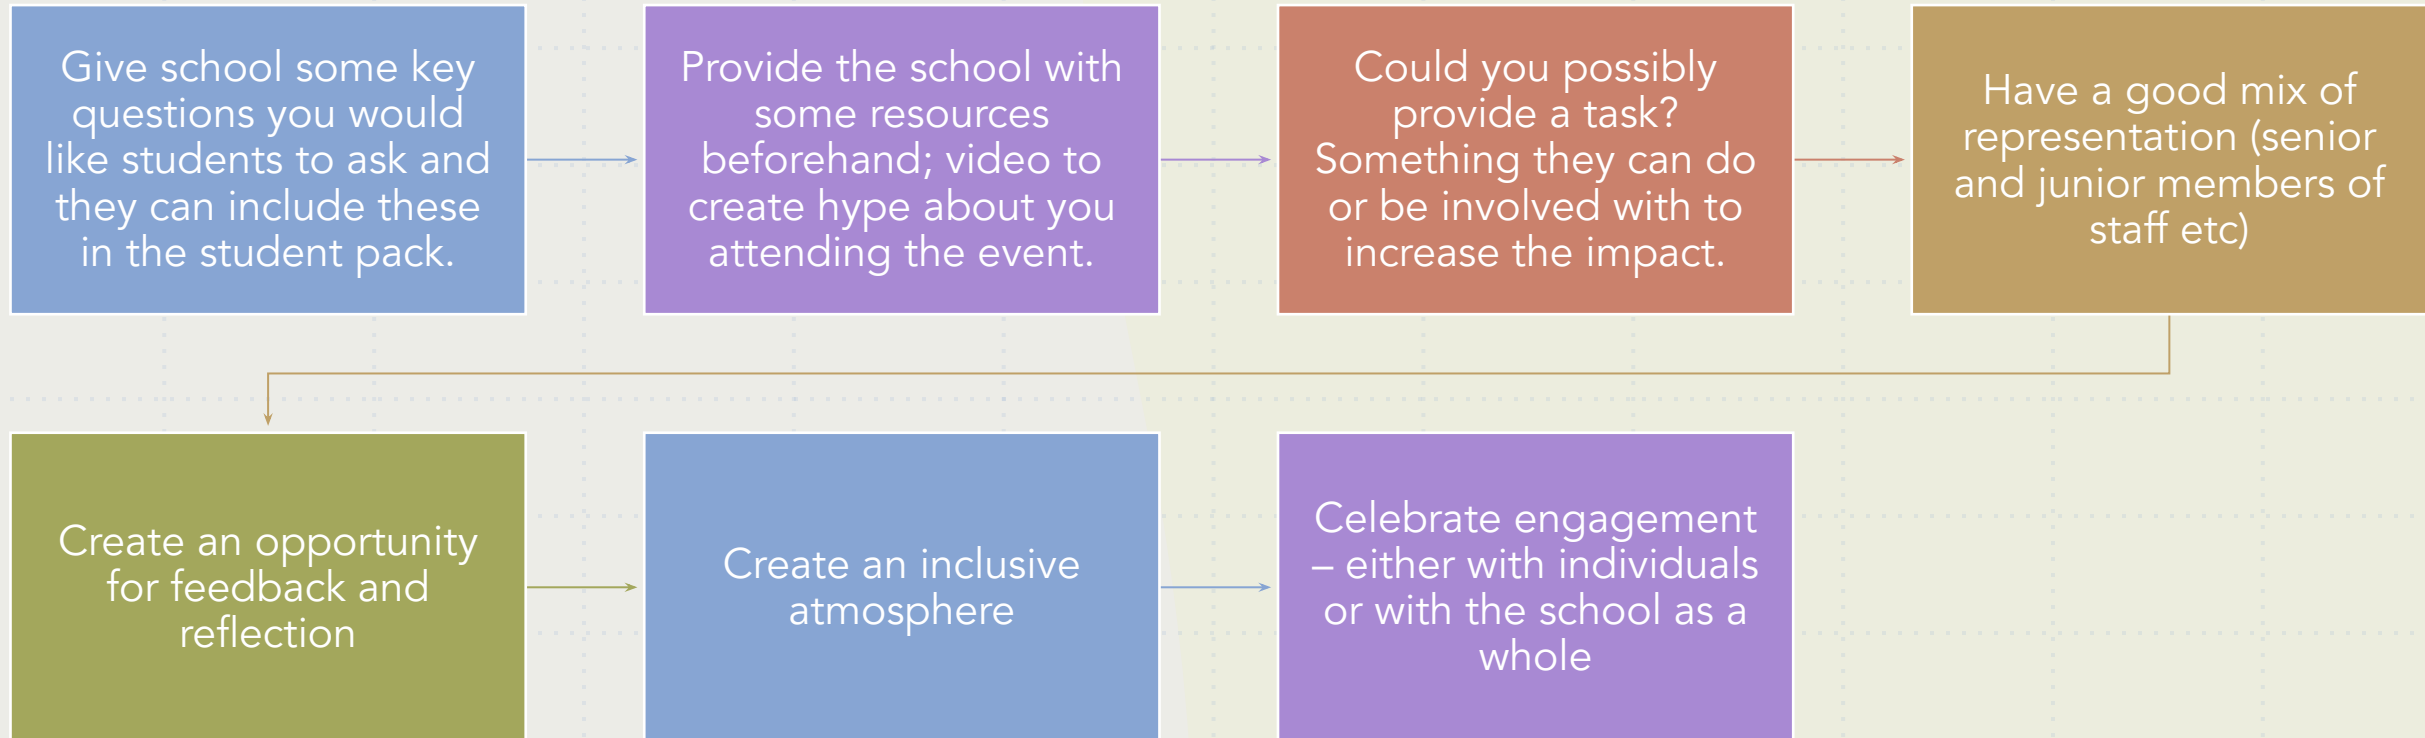 Give school some key
questions you would
like students to ask and
they can include these
in the student pack.
Provide the school with
some resources
beforehand; video to
create hype about you
attending the event.
Could you possibly
provide a task?
Something they can do
or be involved with to
increase the impact.
Have a good mix of
representation (senior
and junior members of
staff etc)
Create an opportunity
for feedback and
reflection
Create an inclusive
atmosphere
Celebrate engagement
– either with individuals
or with the school as a
whole